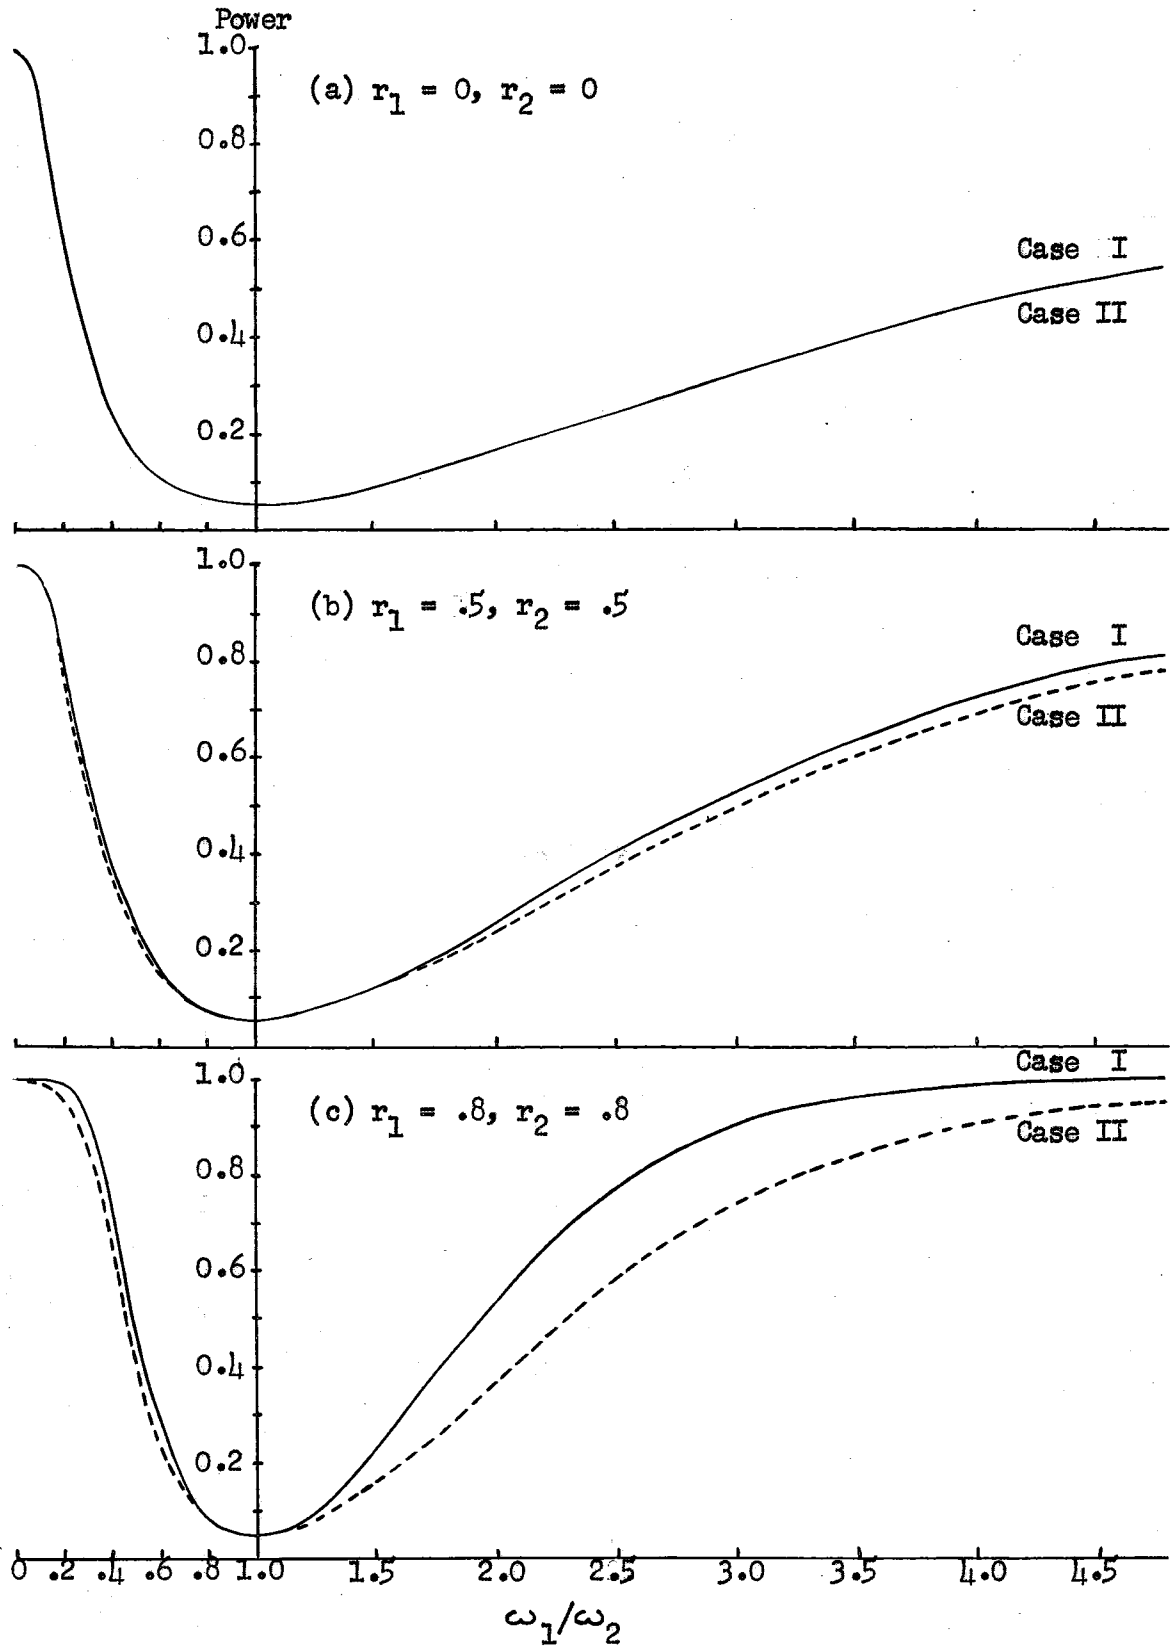 Power
1.0
(a) r1 = 0, r2 = 0
0.8
0.6
Case I
Case II
0.4
0.2
1.0
(b) r1 = .5, r2 = .5
Case I
0.8
Case II
0.6
0.4
0.2
Case I
1.0
(c) r1 = .8, r2 = .8
Case II
0.8
0.6
0.4
0.2
0 .2 .4 .6 .8 1.0 1.5 2.0 2.5 3.0 3.5 4.0 4.5
ω1/ω2